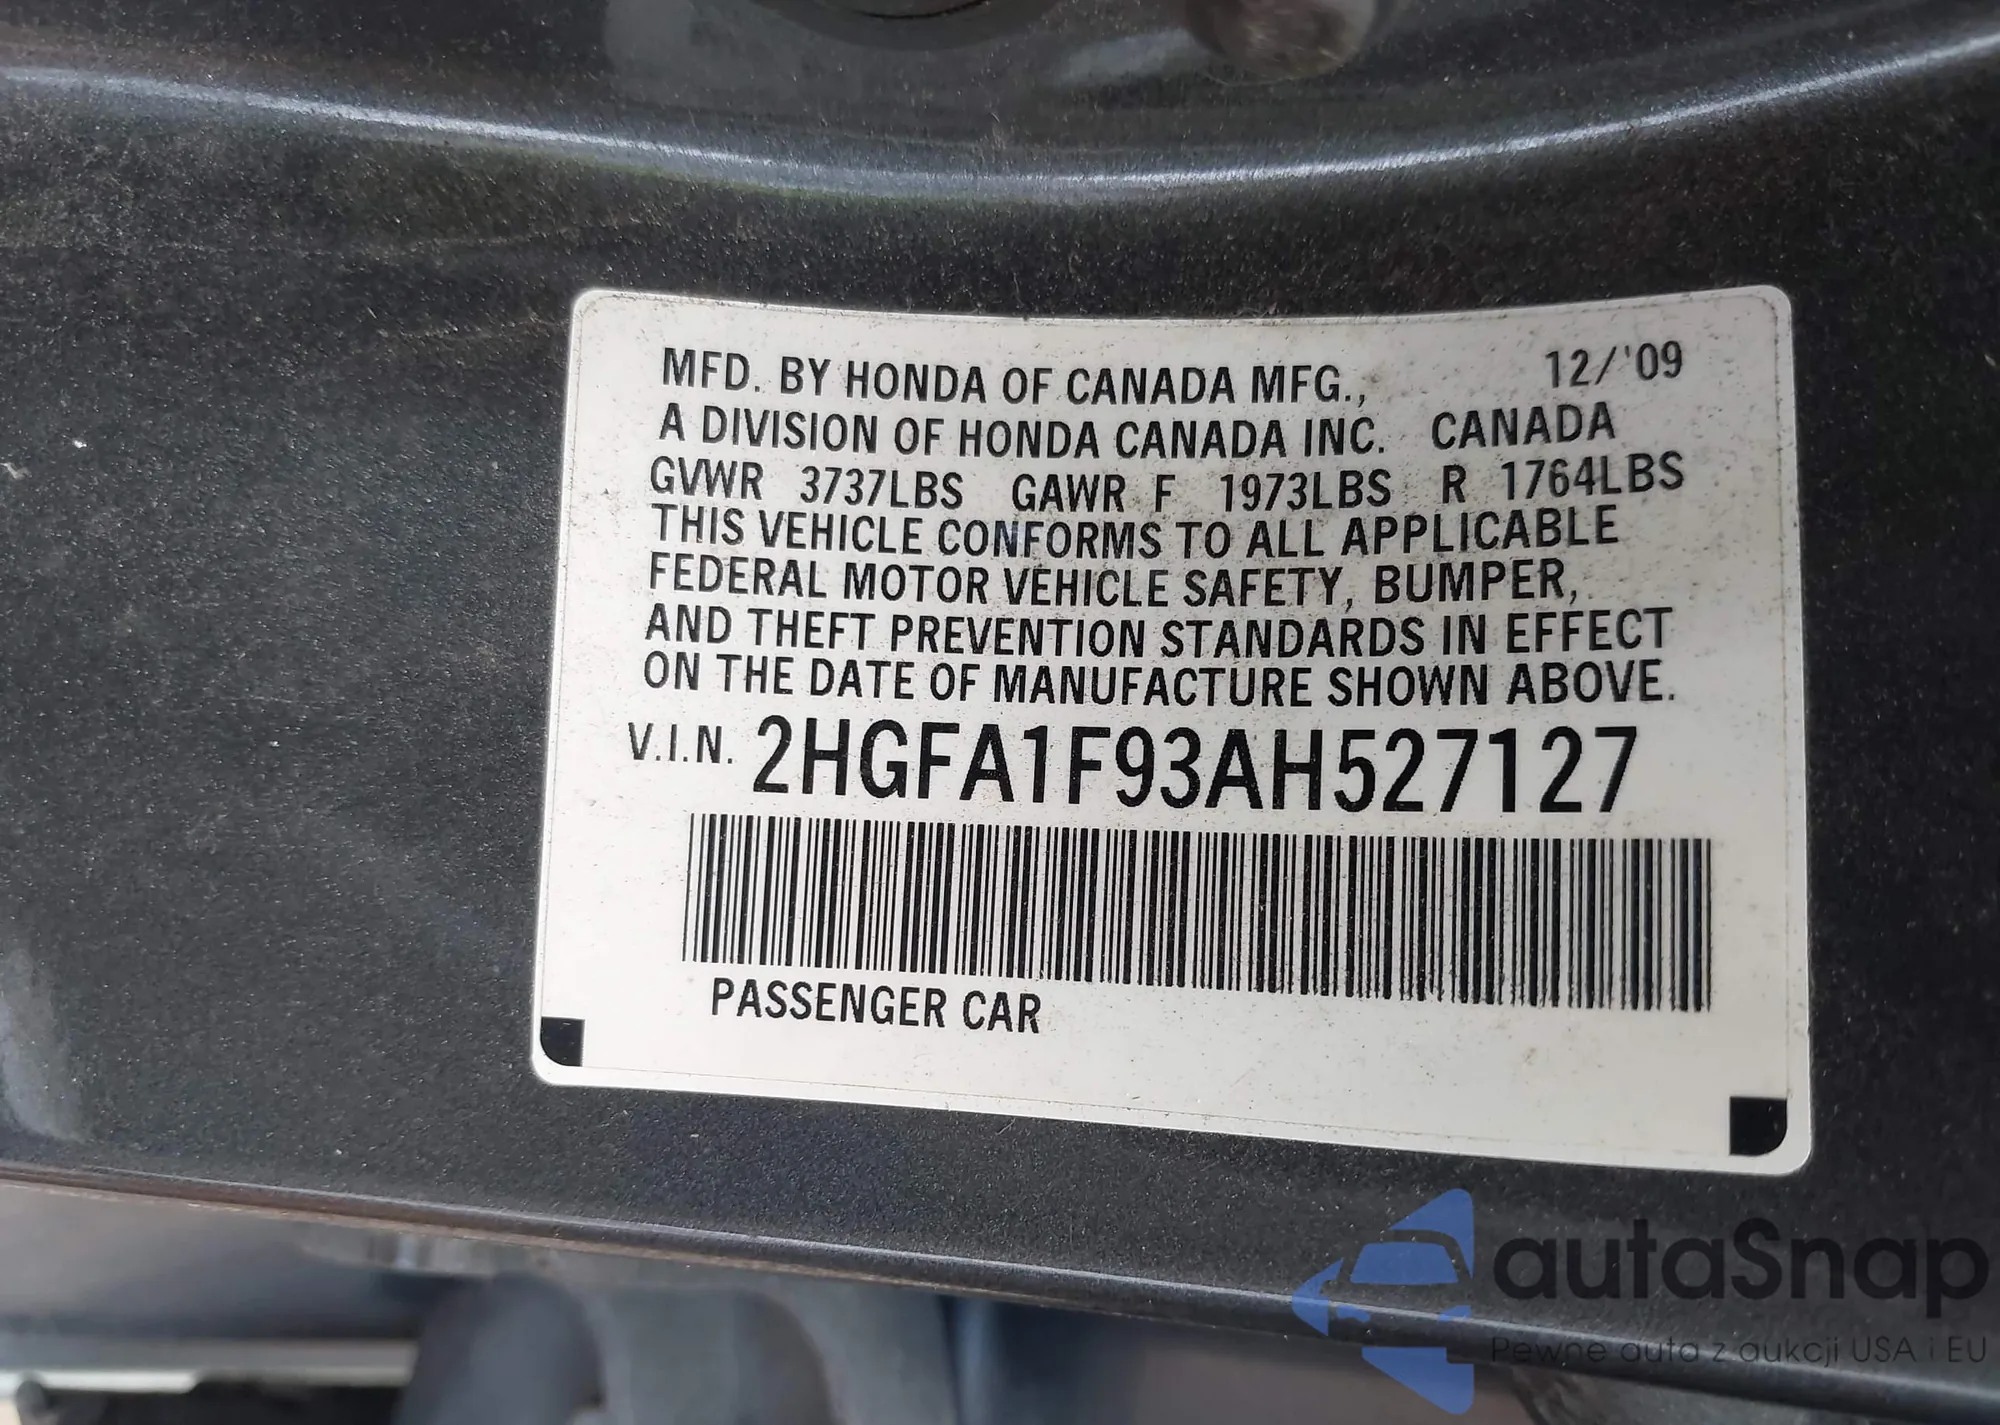 MFD. BY HONDA OF CANADA MFG., 12/'09
A DIVISION OF HONDA CANADA INC. CANADA
GVWR 3737LBS GAWR F 1973LBS R 1764LBS
THIS VEHICLE CONFORMS TO ALL APPLICABLE
FEDERAL MOTOR VEHICLE SAFETY, BUMPER,
AND THEFT PREVENTION STANDARDS IN EFFECT
ON THE DATE OF MANUFACTURE SHOWN ABOVE.
V.I.N. 2HGFA1F93AH527127
PASSENGER CAR
autaSnap
Pewne auta z aukcji USA i EU